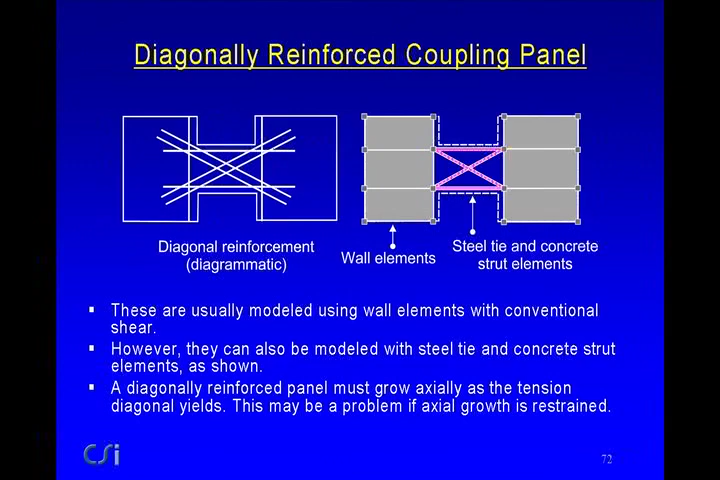 Diagonally Reinforced Coupling Panel
Diagonal reinforcement
(diagrammatic)
Wall elements
Steel tie and concrete
strut elements
▪ These are usually modeled using wall elements with conventional
shear.
▪ However, they can also be modeled with steel tie and concrete strut
elements, as shown.
▪ A diagonally reinforced panel must grow axially as the tension
diagonal yields. This may be a problem if axial growth is restrained.
CSi
72